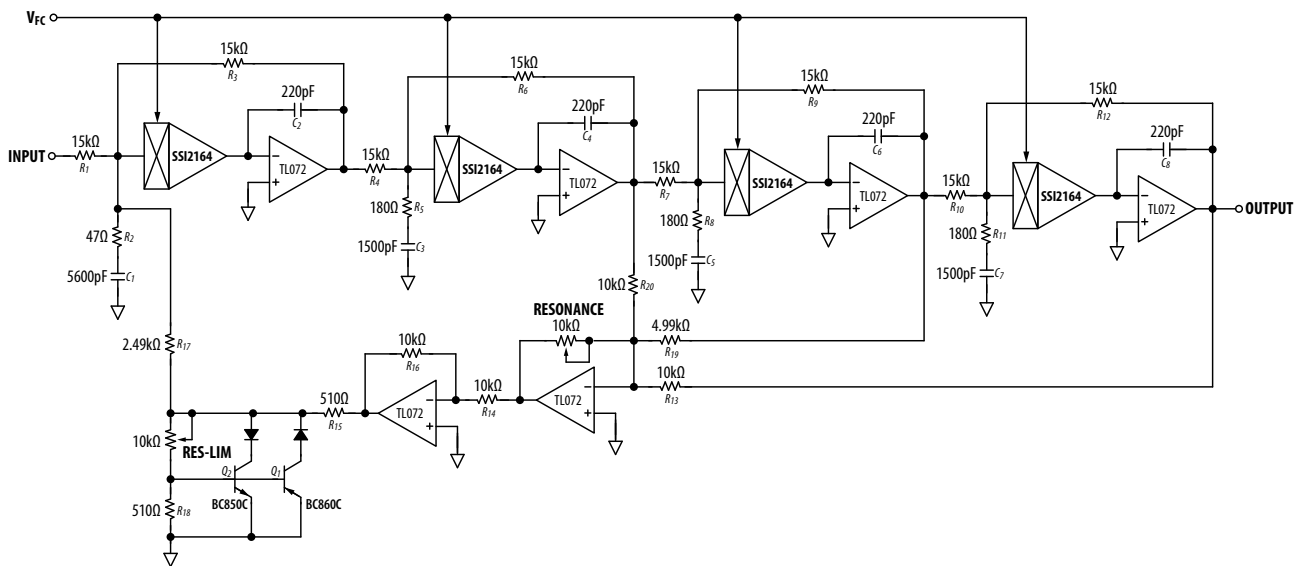 VFC
15kΩ
R3
15kΩ
R6
15kΩ
R9
15kΩ
R12
220pF
C2
220pF
C4
220pF
C6
220pF
C8
INPUT
15kΩ
R1
SSI2164
−
+
TL072
15kΩ
R4
SSI2164
−
+
TL072
15kΩ
R7
SSI2164
−
+
TL072
15kΩ
R10
SSI2164
−
+
TL072
OUTPUT
47Ω
R2
5600pF
C1
180Ω
R5
1500pF
C3
180Ω
R8
1500pF
C5
180Ω
R11
1500pF
C7
10kΩ
R20
RESONANCE
10kΩ
4.99kΩ
R19
10kΩ
R13
2.49kΩ
R17
10kΩ
R16
10kΩ
R14
TL072
−
+
TL072
−
+
510Ω
R15
10kΩ
RES-LIM
Q2
BC850C
Q1
BC860C
510Ω
R18